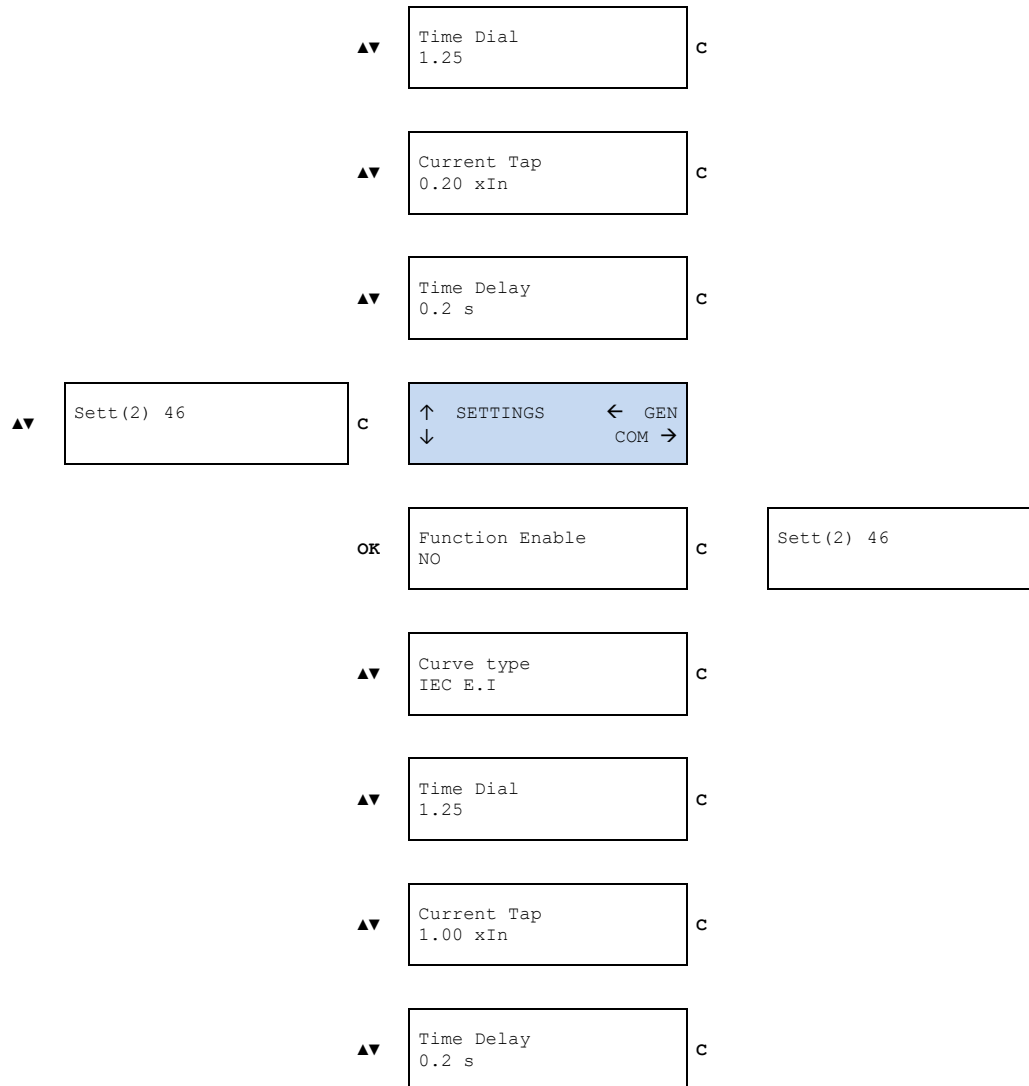 ▲▼ Time Dial C
1.25
▲▼ Current Tap C
0.20 xIn
▲▼ Time Delay C
0.2 s
▲▼ Sett(2) 46 C ↑ SETTINGS ← GEN
↓ COM →
OK Function Enable C Sett(2) 46
NO
▲▼ Curve type C
IEC E.I
▲▼ Time Dial C
1.25
▲▼ Current Tap C
1.00 xIn
▲▼ Time Delay C
0.2 s